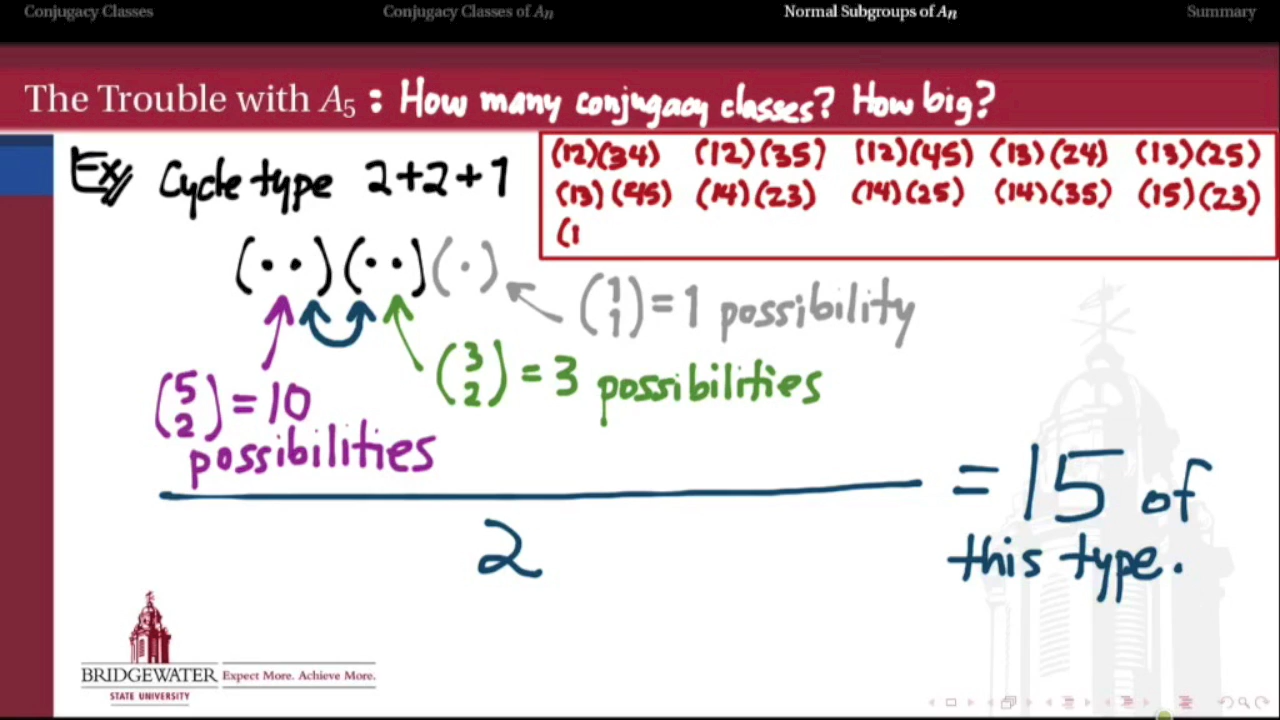 Conjugacy Classes Conjugacy Classes of An Normal Subgroups of An Summary
The Trouble with A5 : How many conjugacy classes? How big?
Ex/ Cycle type 2+2+1
(12)(34) (12)(35) (12)(45) (13)(24) (13)(25)
(13)(45) (14)(23) (14)(25) (14)(35) (15)(23)
(1
(··)(··)(·)
(1 1) = 1 possibility
(3 2) = 3 possibilities
(5 2) = 10
possibilities
2
= 15 of
this type.
BRIDGEWATER
STATE UNIVERSITY
Expect More. Achieve More.